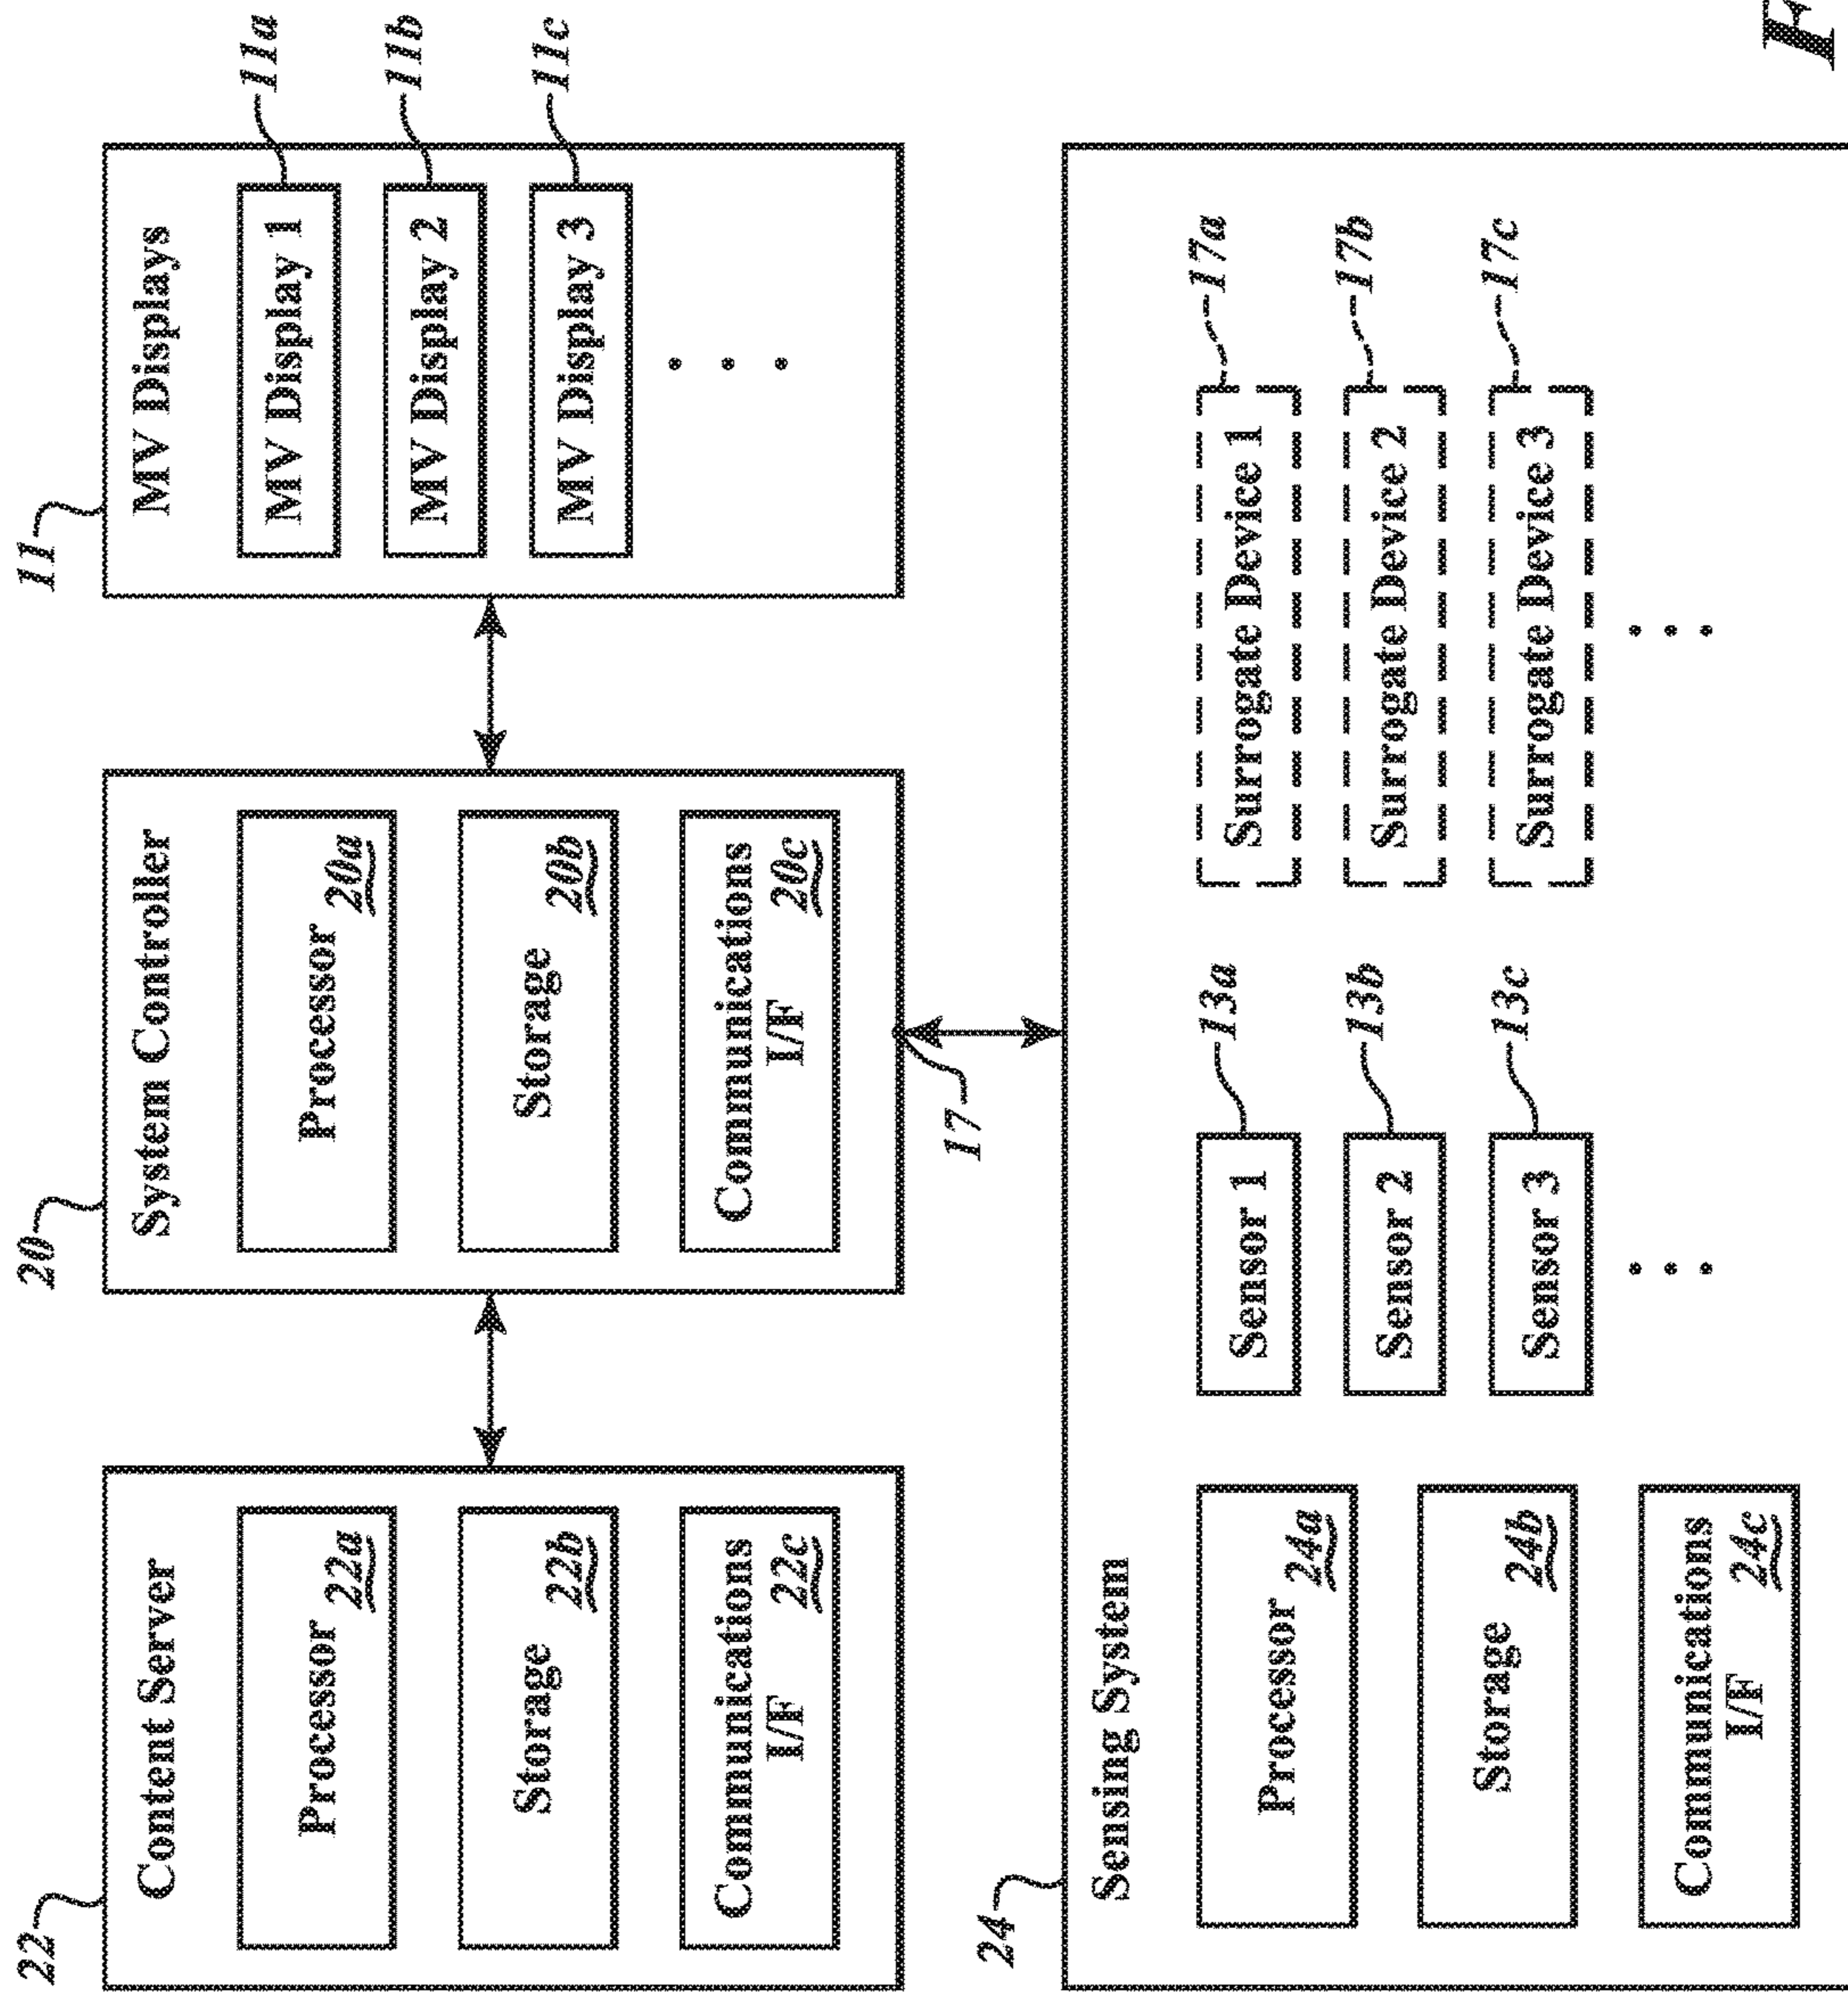 22
Content Server
Processor
22a
Storage
22b
Communications
I/F
22c
20
System Controller
Processor
20a
Storage
20b
Communications
I/F
20c
17
11
MV Displays
MV Display 1
11a
MV Display 2
11b
MV Display 3
11c
24
Sensing System
Processor
24a
Storage
24b
Communications
I/F
24c
Sensor 1
13a
Sensor 2
13b
Sensor 3
13c
Surrogate Device 1
17a
Surrogate Device 2
17b
Surrogate Device 3
17c